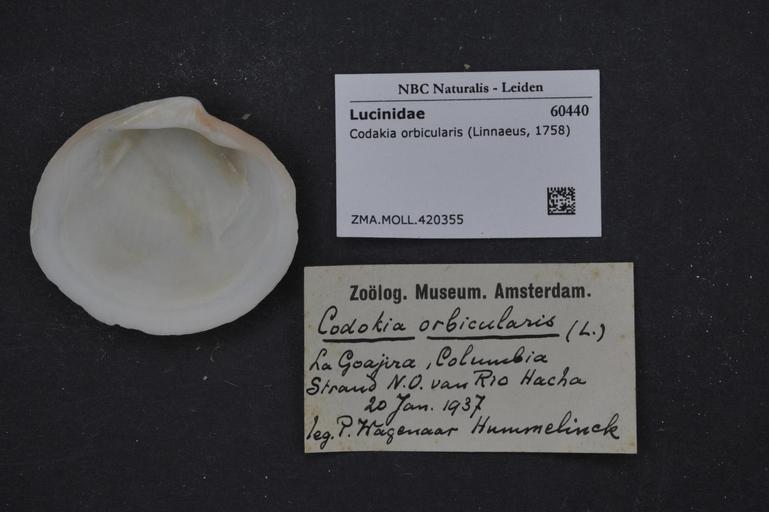 NBC Naturalis - Leiden
Lucinidae 60440
Codakia orbicularis (Linnaeus, 1758)
ZMA.MOLL.420355
Zoölog. Museum. Amsterdam.
Codokia orbicularis (L.)
La Goajira, Columbia
Strand N.O. van Rio Hacha
20 Jan. 1937
leg. P. Wagenaar Hummelinck